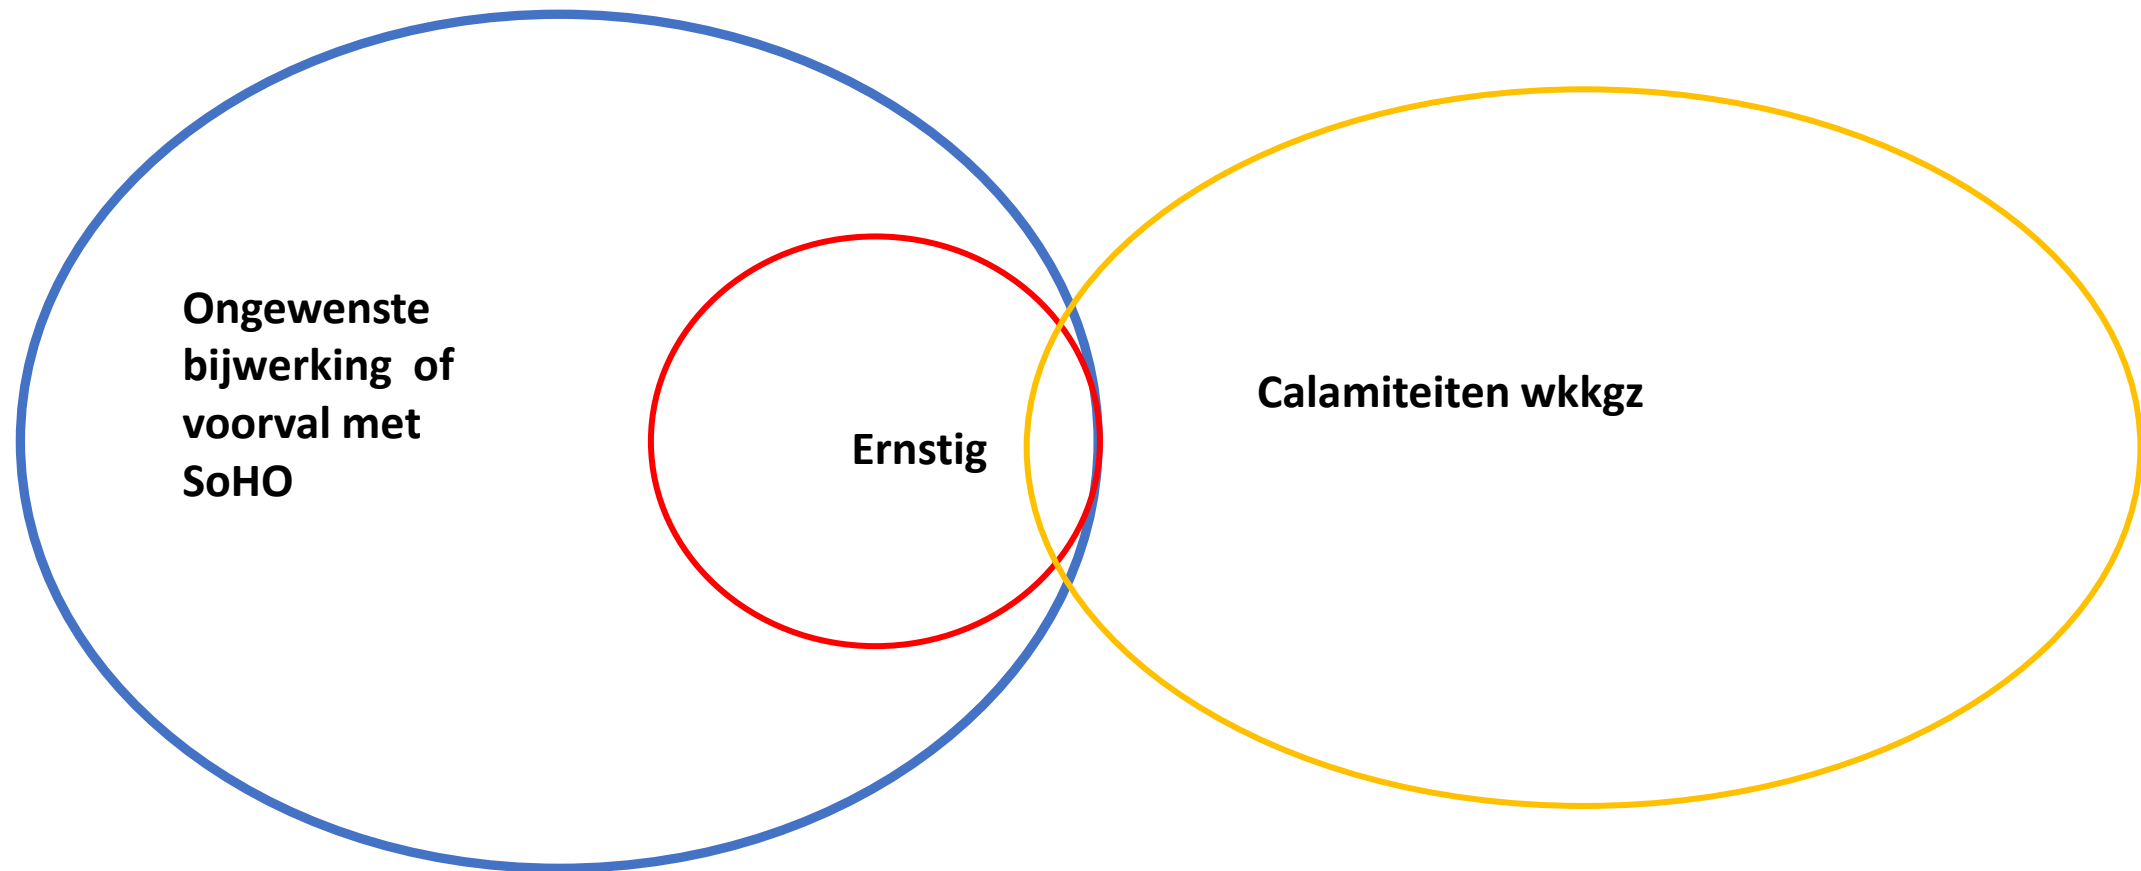 Ongewenste
bijwerking  of
voorval met
SoHO
Ernstig
Calamiteiten wkkgz